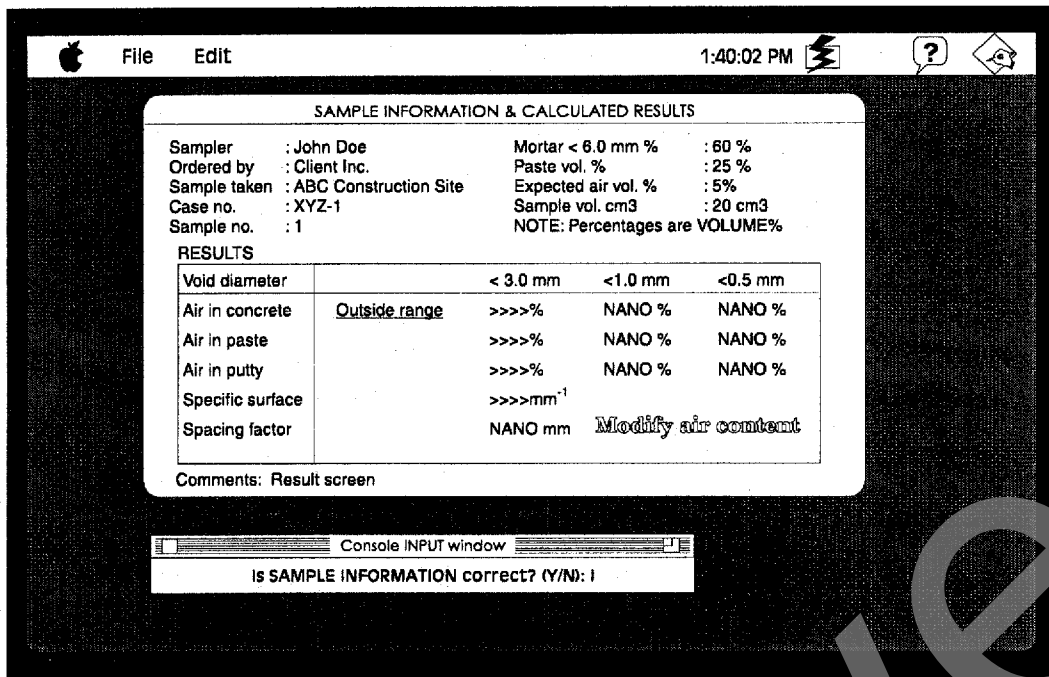 File Edit 1:40:02 PM ?
SAMPLE INFORMATION & CALCULATED RESULTS
Sampler : John Doe Mortar < 6.0 mm % : 60 %
Ordered by : Client Inc. Paste vol. % : 25 %
Sample taken : ABC Construction Site Expected air vol. % : 5%
Case no. : XYZ-1 Sample vol. cm3 : 20 cm3
Sample no. : 1 NOTE: Percentages are VOLUME%
RESULTS
Void diameter < 3.0 mm <1.0 mm <0.5 mm
Air in concrete Outside range >>>>% NANO % NANO %
Air in paste >>>>% NANO % NANO %
Air in putty >>>>% NANO % NANO %
Specific surface >>>>mm⁻¹
Spacing factor NANO mm Modify air content
Comments: Result screen
Console INPUT window
Is SAMPLE INFORMATION correct? (Y/N): I